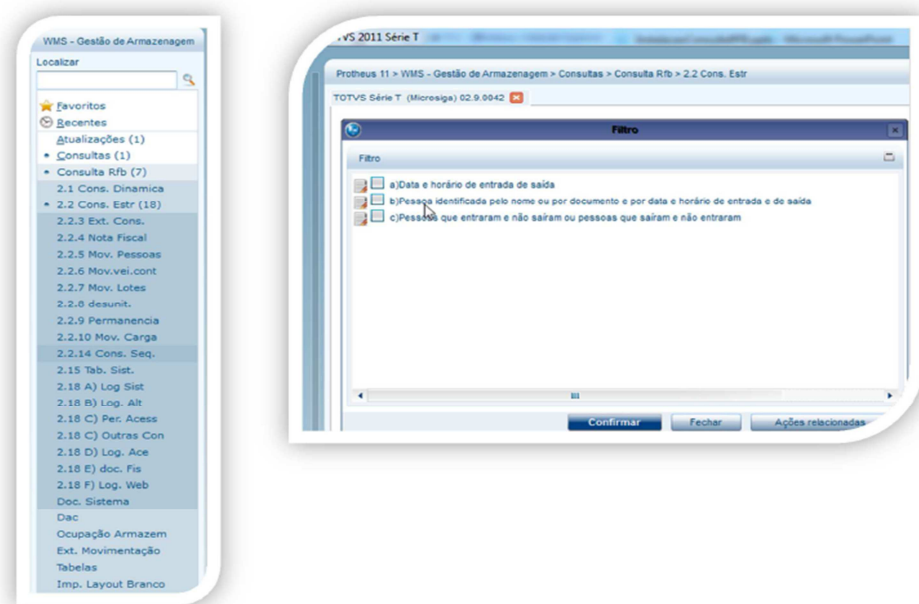 WMS - Gestão de Armazenagem
Localizar
Favoritos
Recentes
Atualizações (1)
Consultas (1)
Consulta Rfb (7)
2.1 Cons. Dinamica
2.2 Cons. Estr (18)
2.2.3 Ext. Cons.
2.2.4 Nota Fiscal
2.2.5 Mov. Pessoas
2.2.6 Mov.vei.cont
2.2.7 Mov. Lotes
2.2.8 desunit.
2.2.9 Permanencia
2.2.10 Mov. Carga
2.2.14 Cons. Seq.
2.15 Tab. Sist.
2.18 A) Log Sist
2.18 B) Log. Alt
2.18 C) Per. Acess
2.18 C) Outras Con
2.18 D) Log. Ace
2.18 E) doc. Fis
2.18 F) Log. Web
Doc. Sistema
Dac
Ocupação Armazem
Ext. Movimentação
Tabelas
Imp. Layout Branco
TVS 2011 Série T
Protheus 11 > WMS - Gestão de Armazenagem > Consultas > Consulta Rfb > 2.2 Cons. Estr
TOTVS Série T (Microsiga) 02.9.0042
Filtro
Filtro
a)Data e horário de entrada de saída
b)Pessoa identificada pelo nome ou por documento e por data e horário de entrada e de saída
c)Pessoas que entraram e não saíram ou pessoas que saíram e não entraram
Confirmar
Fechar
Ações relacionadas